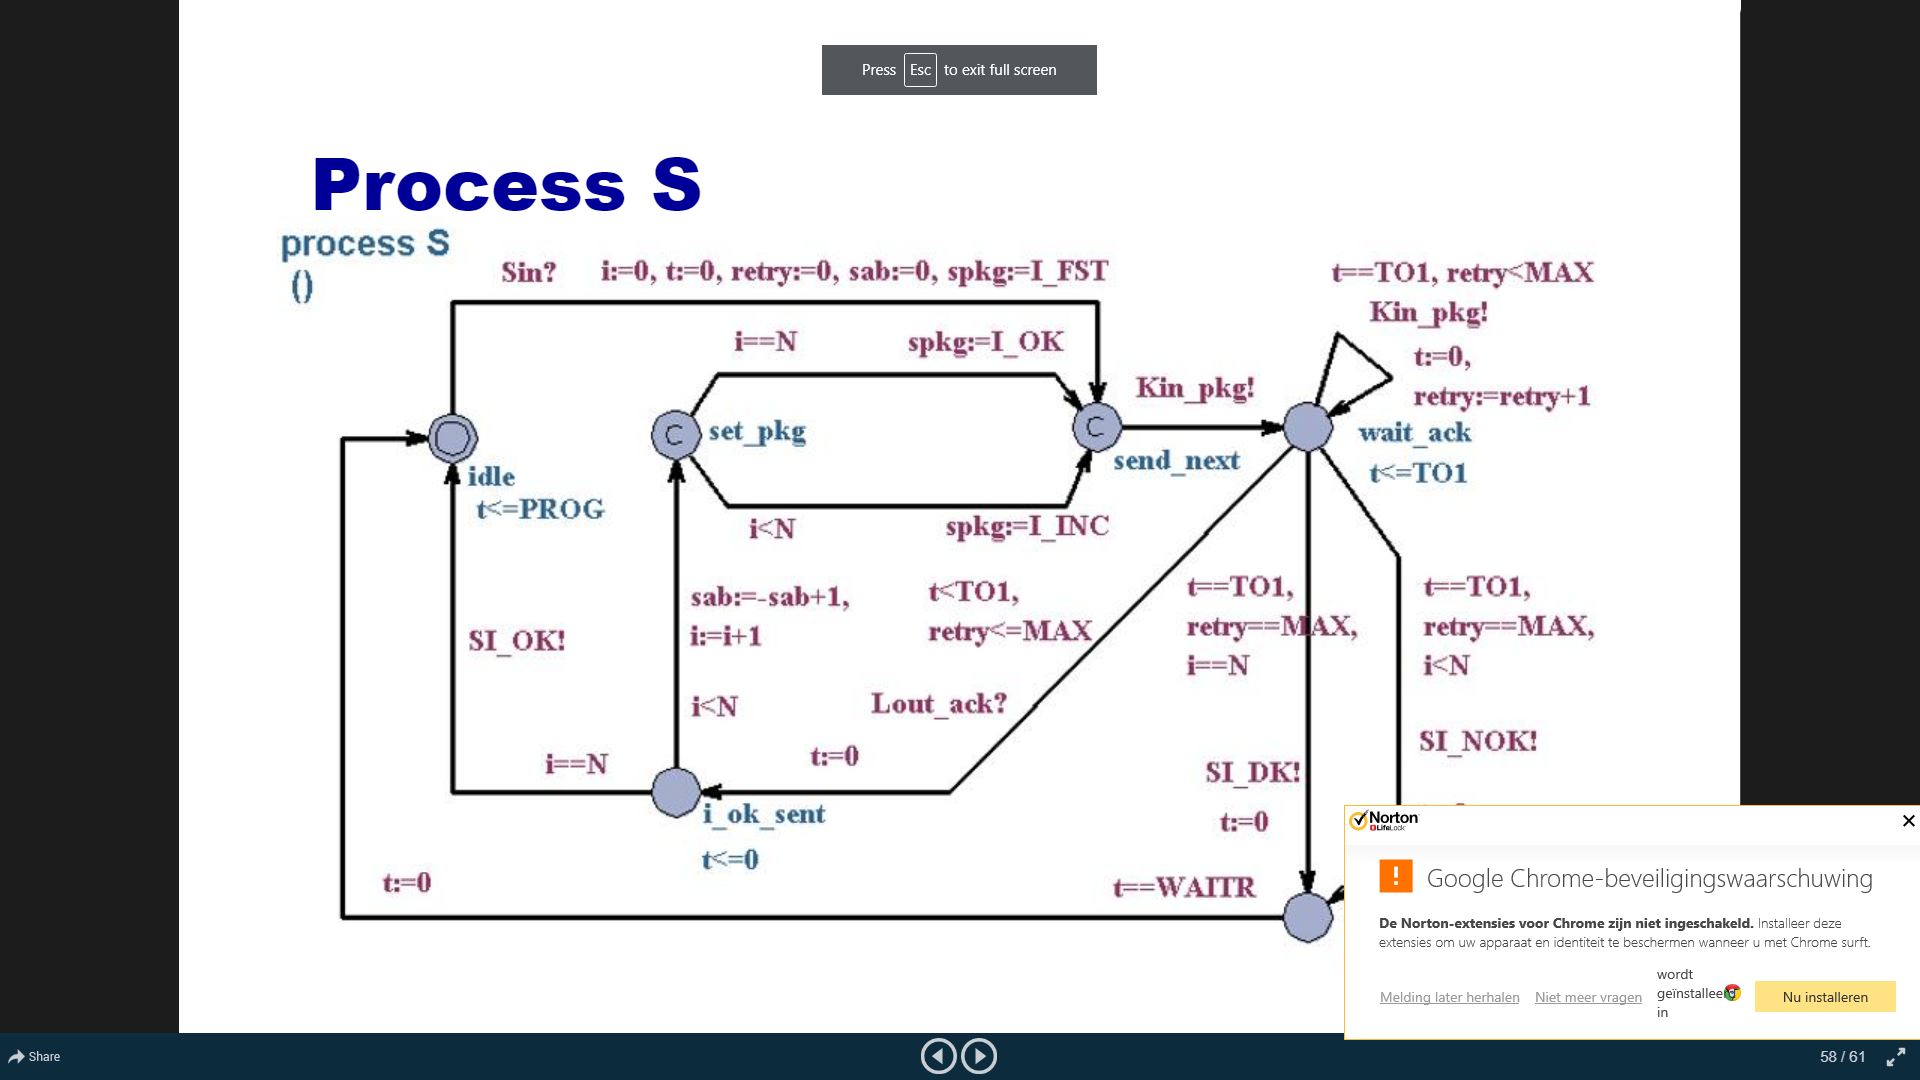 Press Esc to exit full screen
Process S
process S
()
Sin? i:=0, t:=0, retry:=0, sab:=0, spkg:=I_FST
t==TO1, retry<MAX
Kin_pkg!
t:=0,
retry:=retry+1
i==N spkg:=I_OK
Kin_pkg!
C set_pkg
C
send_next
wait_ack
t<=TO1
idle
t<=PROG
i<N spkg:=I_INC
sab:=-sab+1,
i:=i+1
t<TO1,
retry<=MAX
t==TO1,
retry==MAX,
i==N
t==TO1,
retry==MAX,
i<N
SI_OK!
i<N
Lout_ack?
SI_NOK!
i==N
t:=0
SI_DK!
t:=0
i_ok_sent
t<=0
t:=0
t==WAITR
Norton
LifeLock
Google Chrome-beveiligingswaarschuwing
De Norton-extensies voor Chrome zijn niet ingeschakeld. Installeer deze
extensies om uw apparaat en identiteit te beschermen wanneer u met Chrome surft.
Melding later herhalen Niet meer vragen
wordt
in
Nu installeren
Share
58 / 61